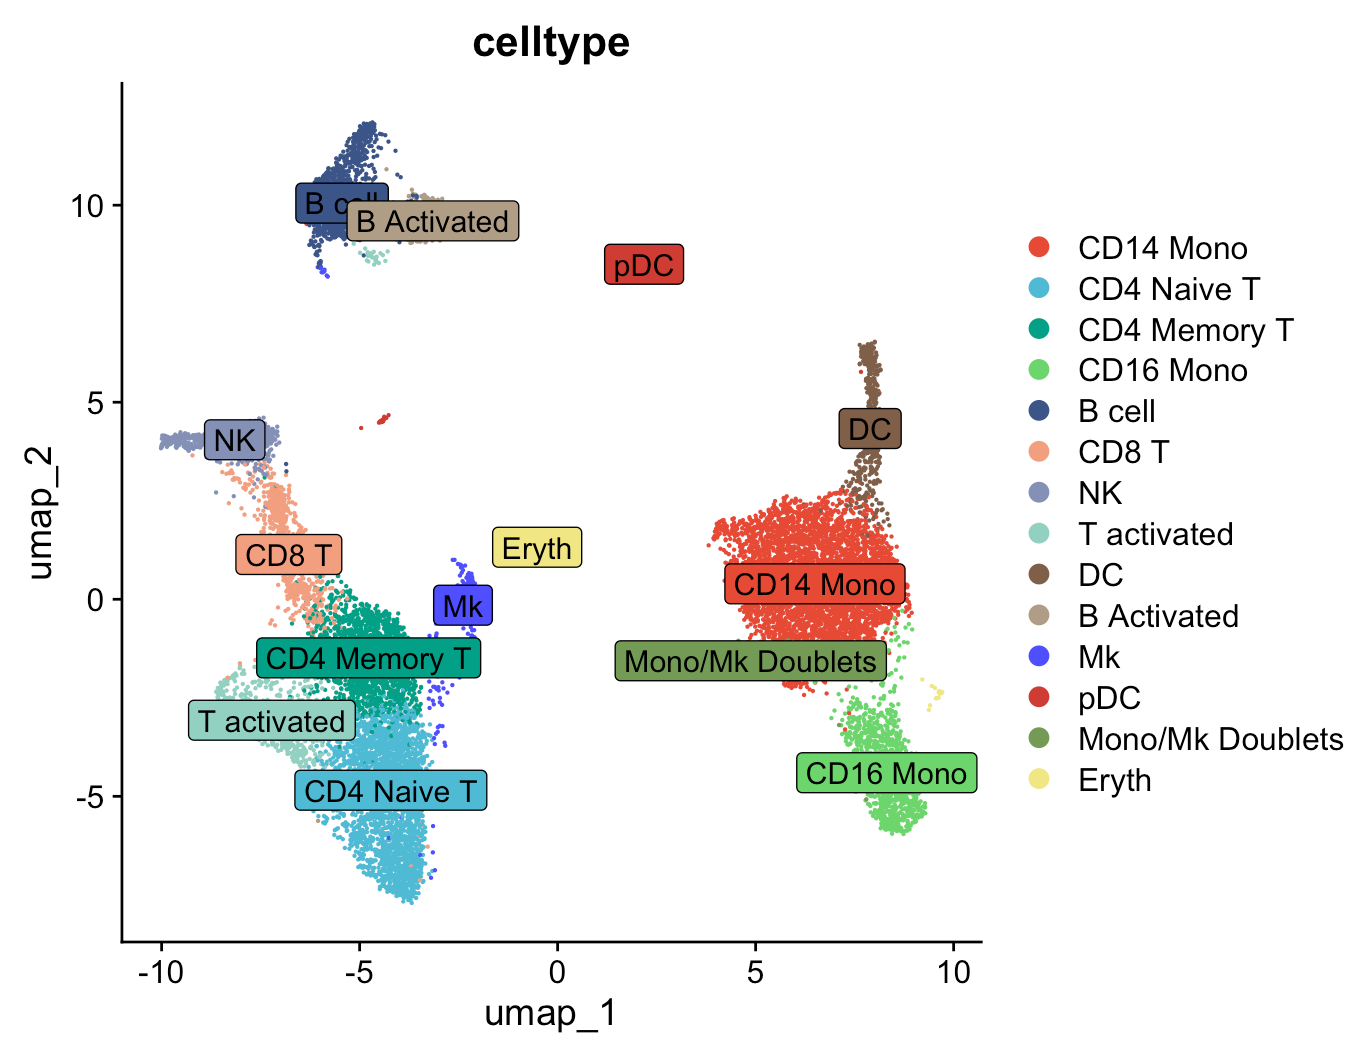 celltype
B cell
B Activated
pDC
DC
NK
CD8 T
Eryth
Mk
CD14 Mono
CD4 Memory T
Mono/Mk Doublets
T activated
CD4 Naive T
CD16 Mono
umap_2
10
5
0
-5
-10
-5
0
5
10
umap_1
CD14 Mono
CD4 Naive T
CD4 Memory T
CD16 Mono
B cell
CD8 T
NK
T activated
DC
B Activated
Mk
pDC
Mono/Mk Doublets
Eryth